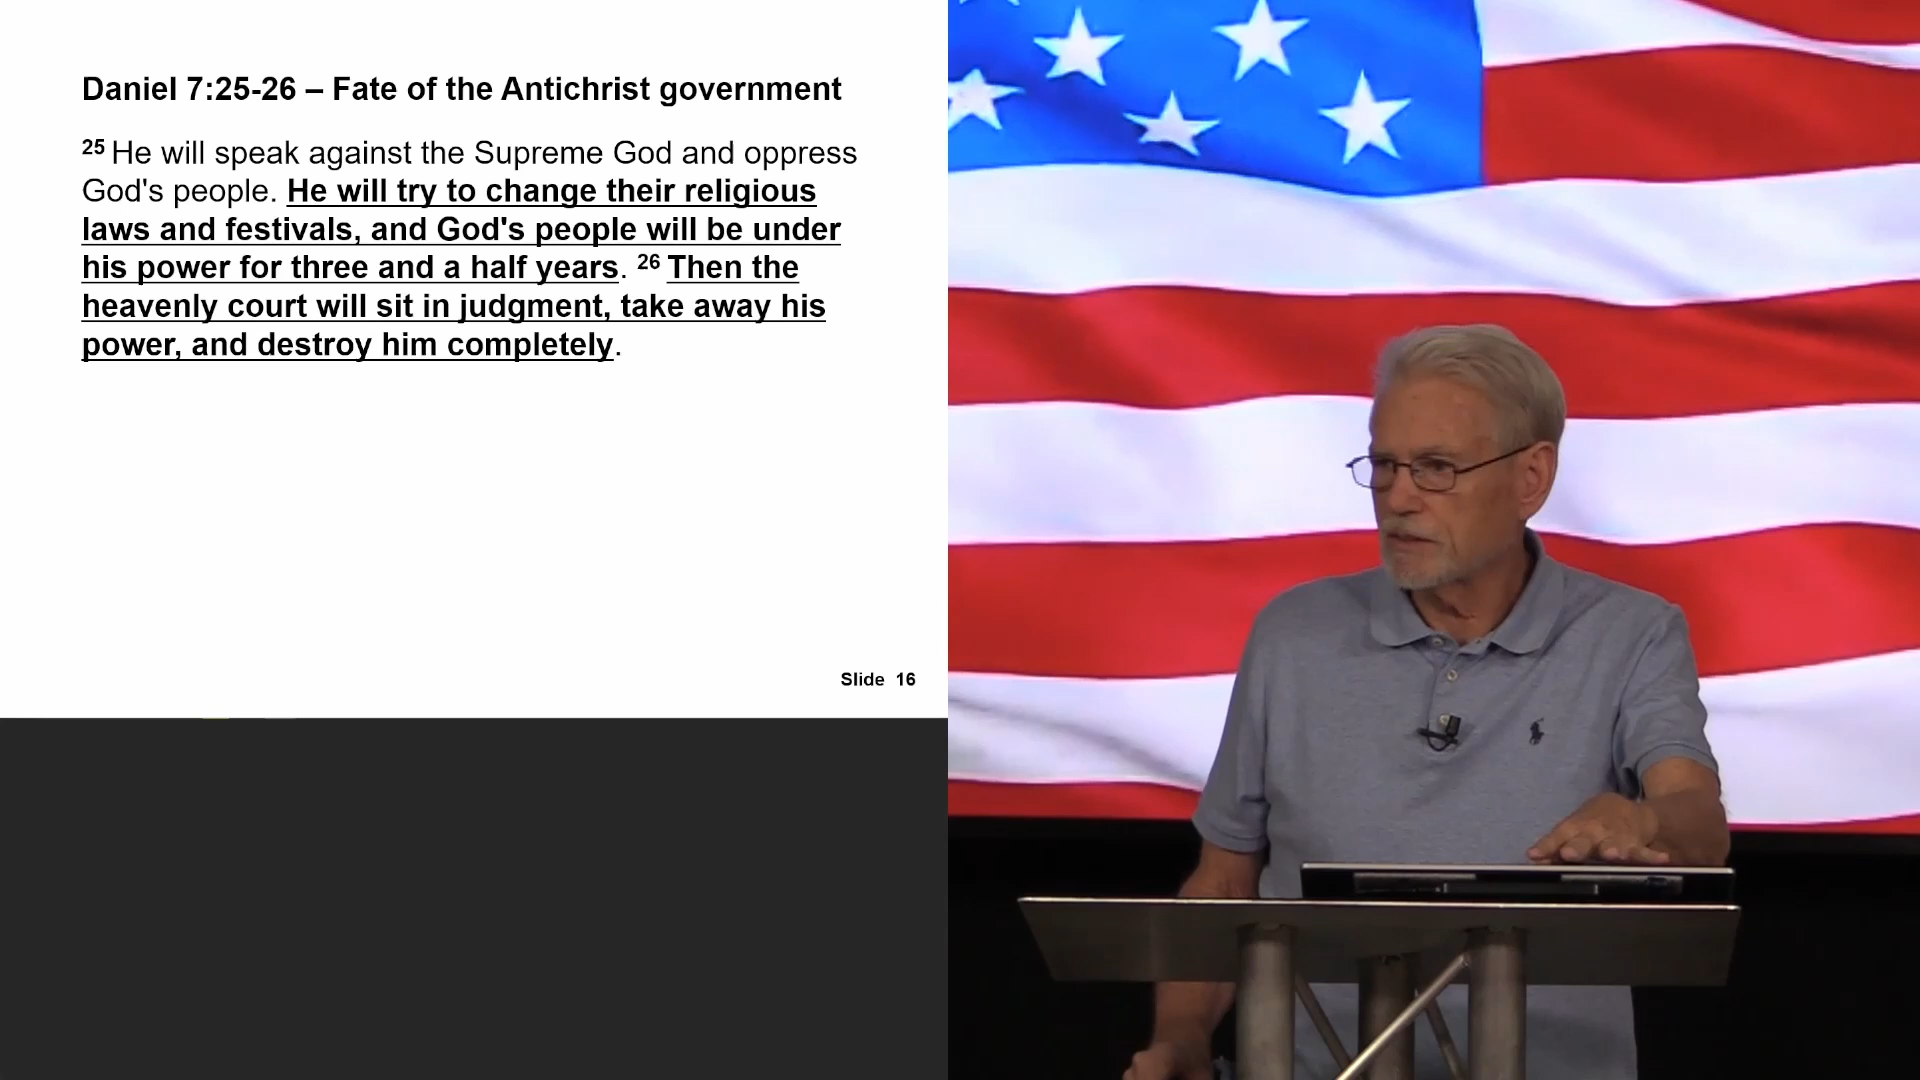 Daniel 7:25-26 – Fate of the Antichrist government
25 He will speak against the Supreme God and oppress
God's people. He will try to change their religious
laws and festivals, and God's people will be under
his power for three and a half years. 26 Then the
heavenly court will sit in judgment, take away his
power, and destroy him completely.
Slide 16